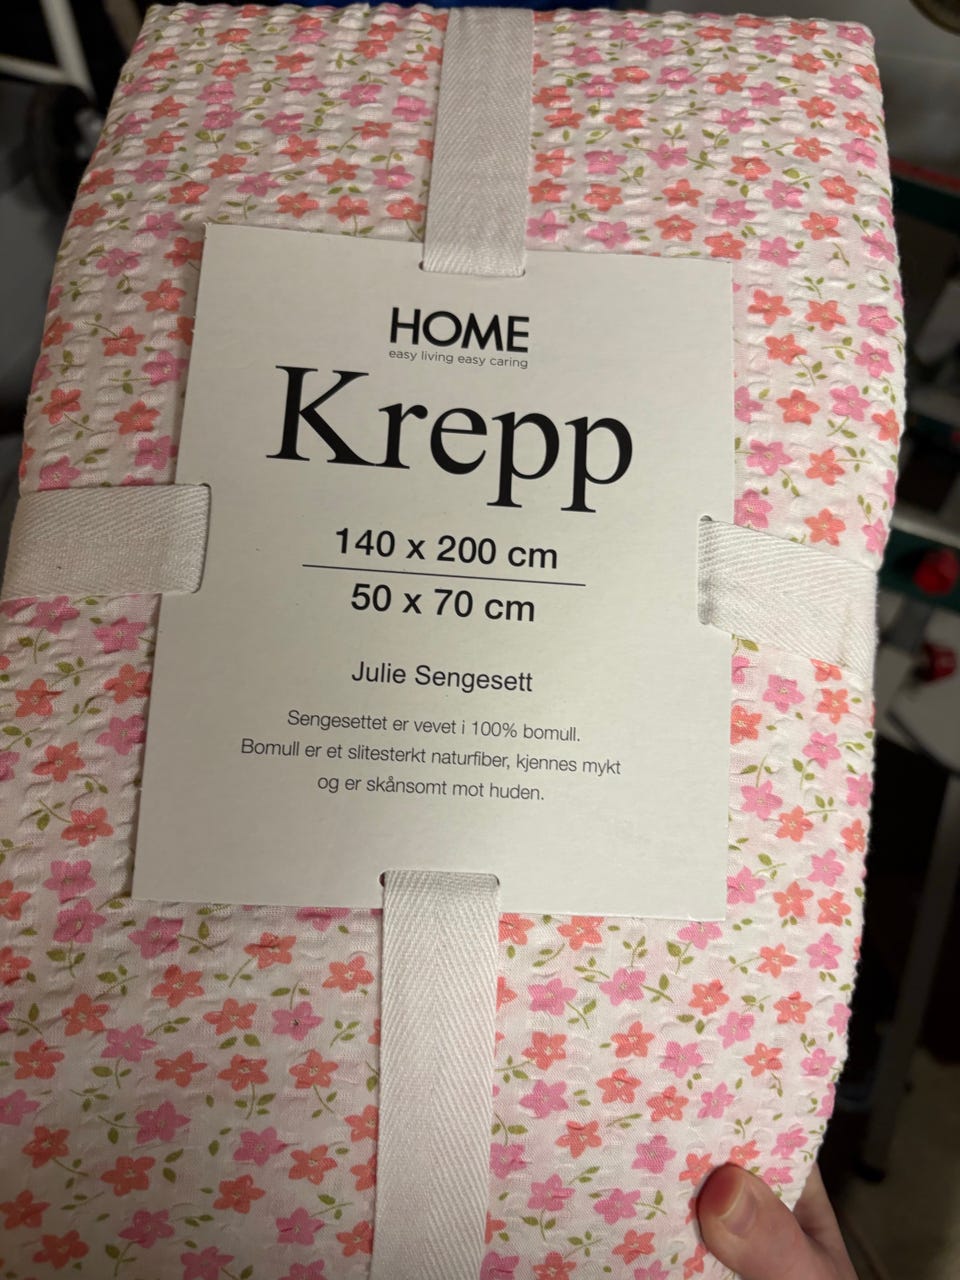 HOME
easy living easy caring
Krepp
140 x 200 cm
50 x 70 cm
Julie Sengesett
Sengesettet er vevet i 100% bomull.
Bomull er et slitesterkt naturfiber, kjennes mykt
og er skånsomt mot huden.